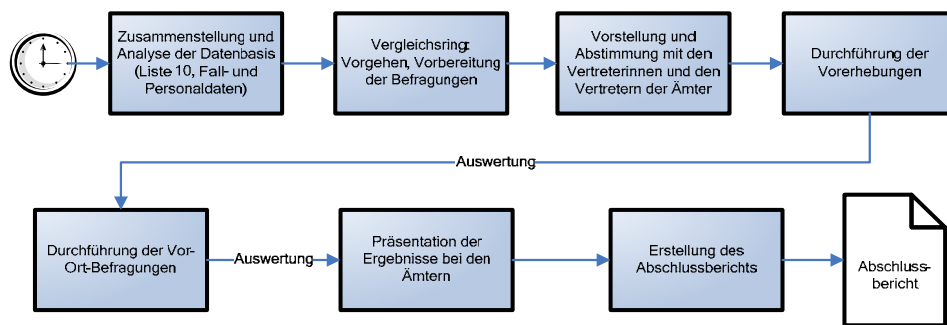 Zusammenstellung und
Analyse der Datenbasis
(Liste 10, Fall- und
Personaldaten)
Vergleichsring:
Vorgehen, Vorbereitung
der Befragungen
Vorstellung und
Abstimmung mit den
Vertreterinnen und den
Vertretern der Ämter
Durchführung der
Vorerhebungen
Auswertung
Durchführung der Vor-
Ort-Befragungen
Auswertung
Präsentation der
Ergebnisse bei den
Ämtern
Erstellung des
Abschlussberichts
Abschluss-
bericht